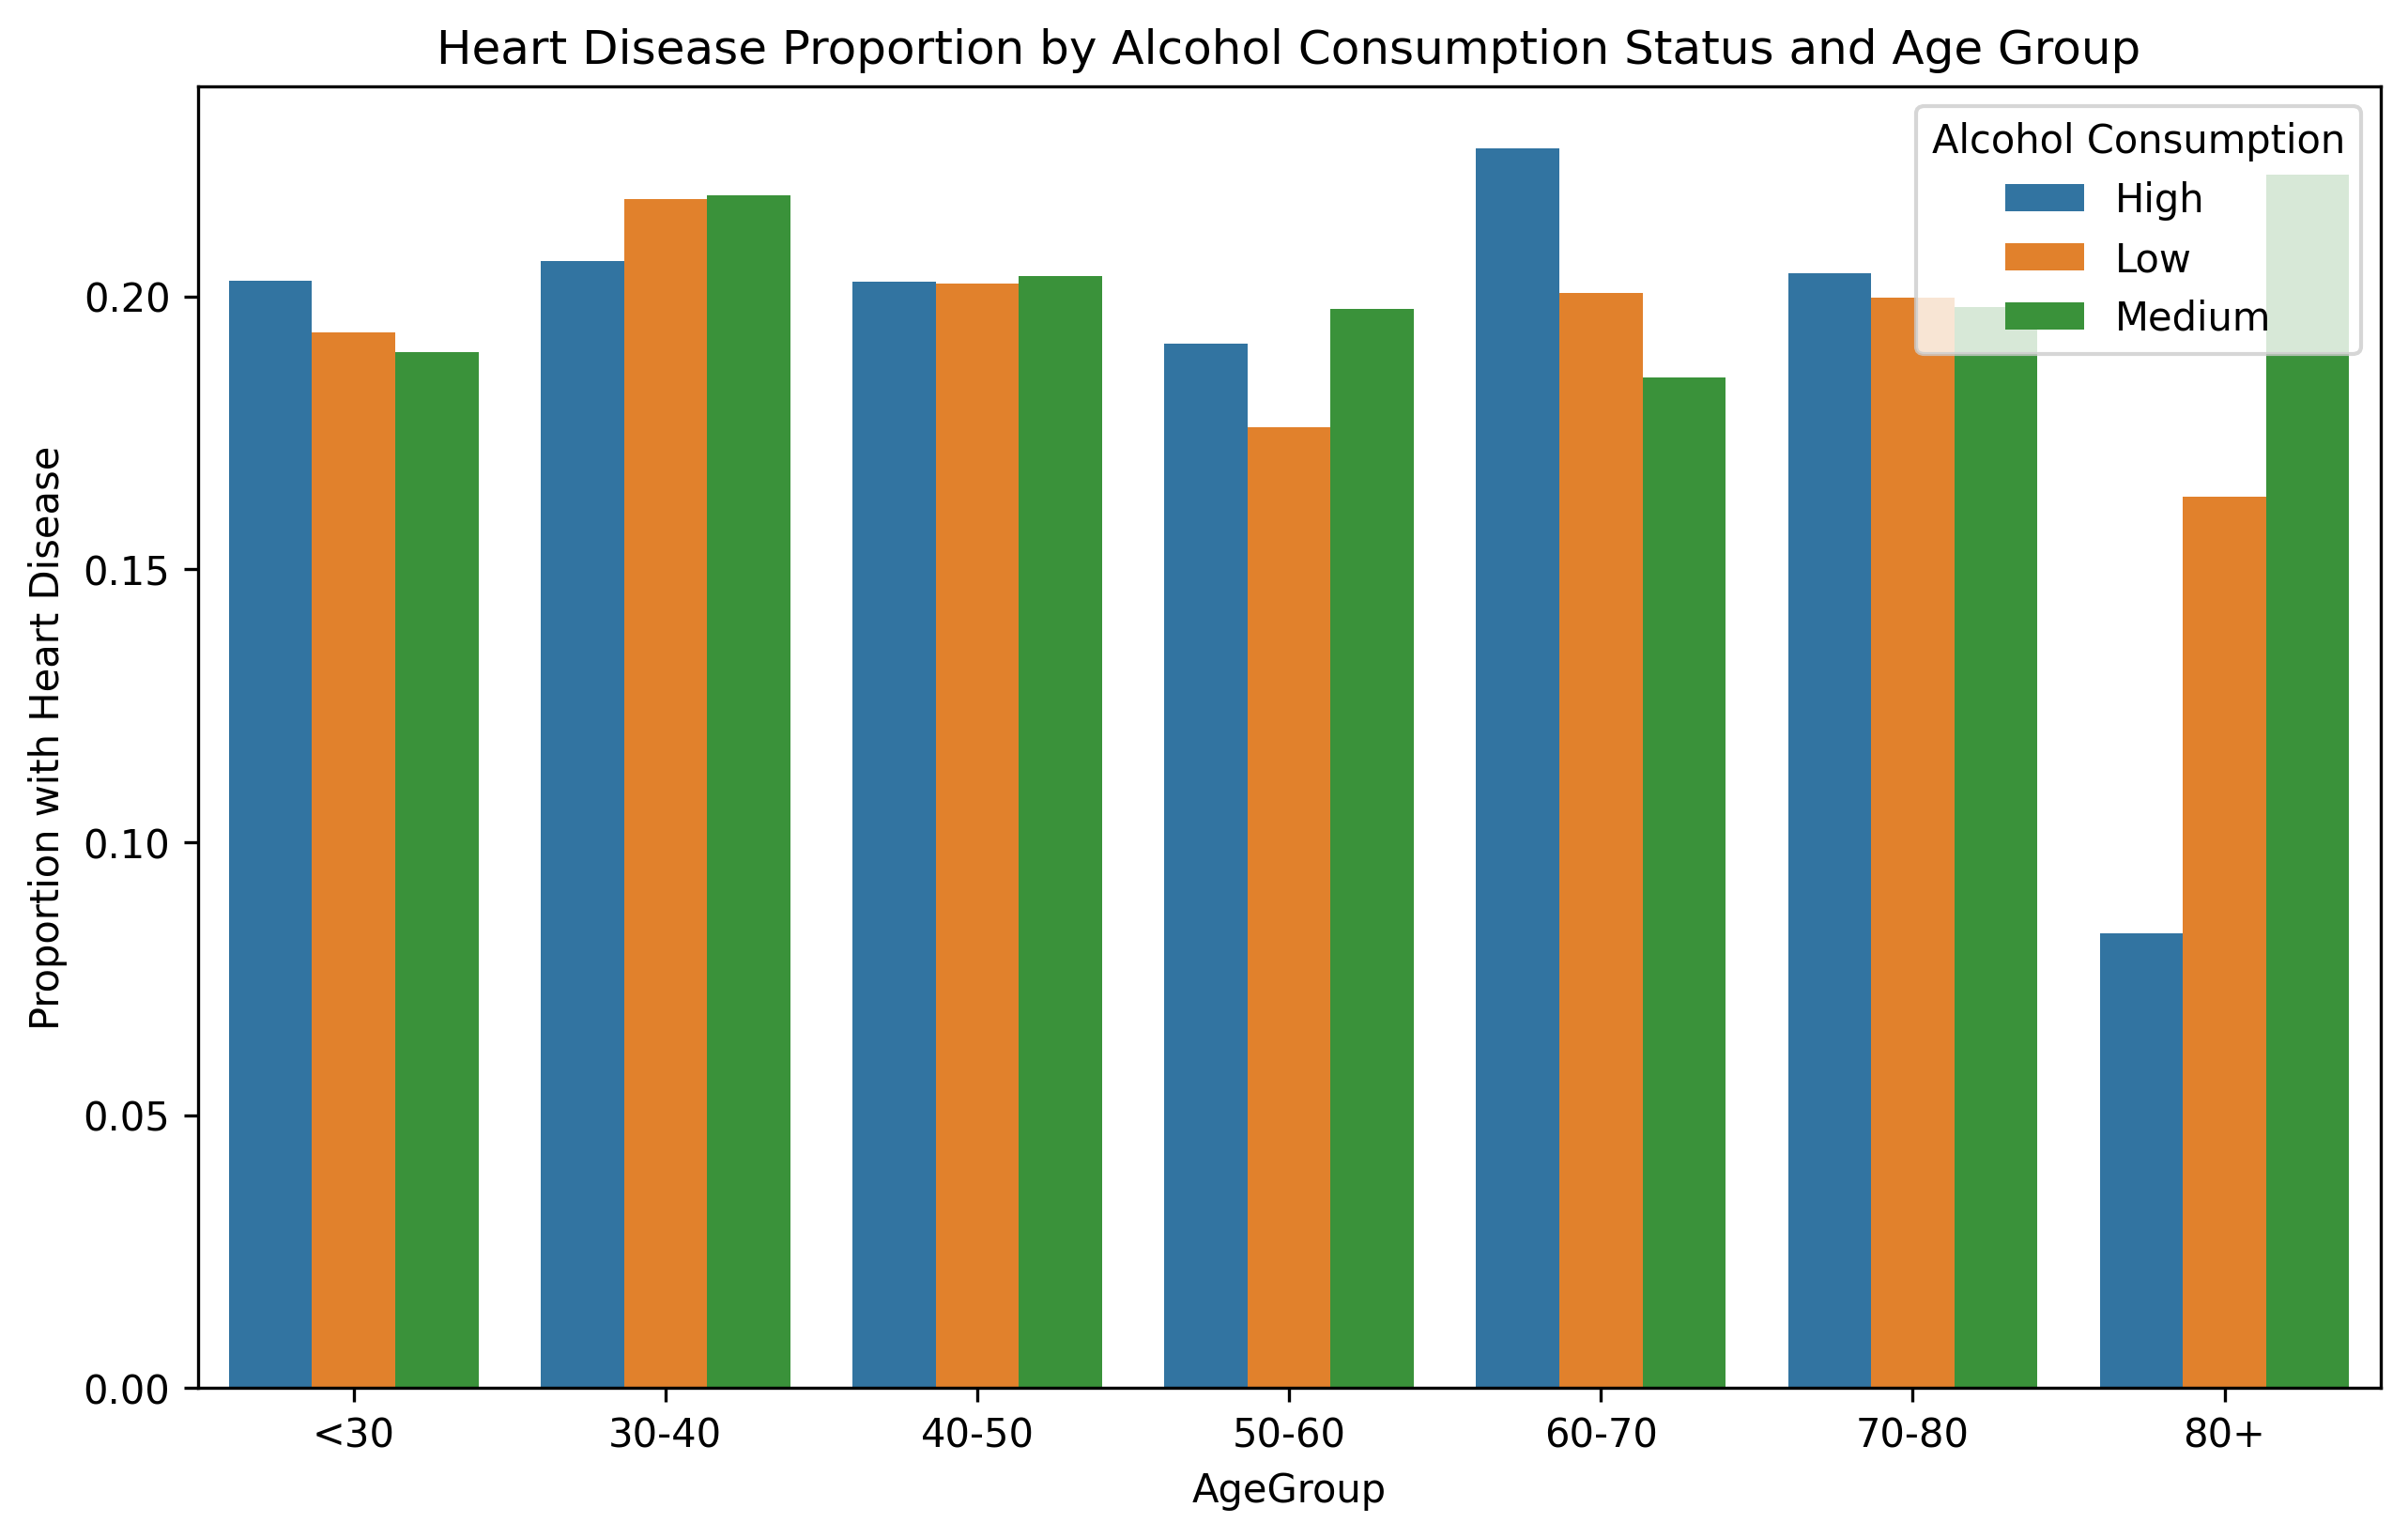 Heart Disease Proportion by Alcohol Consumption Status and Age Group
Alcohol Consumption
High
Low
Medium
Proportion with Heart Disease
0.20
0.15
0.10
0.05
0.00
<30 30-40 40-50 50-60 60-70 70-80 80+
AgeGroup